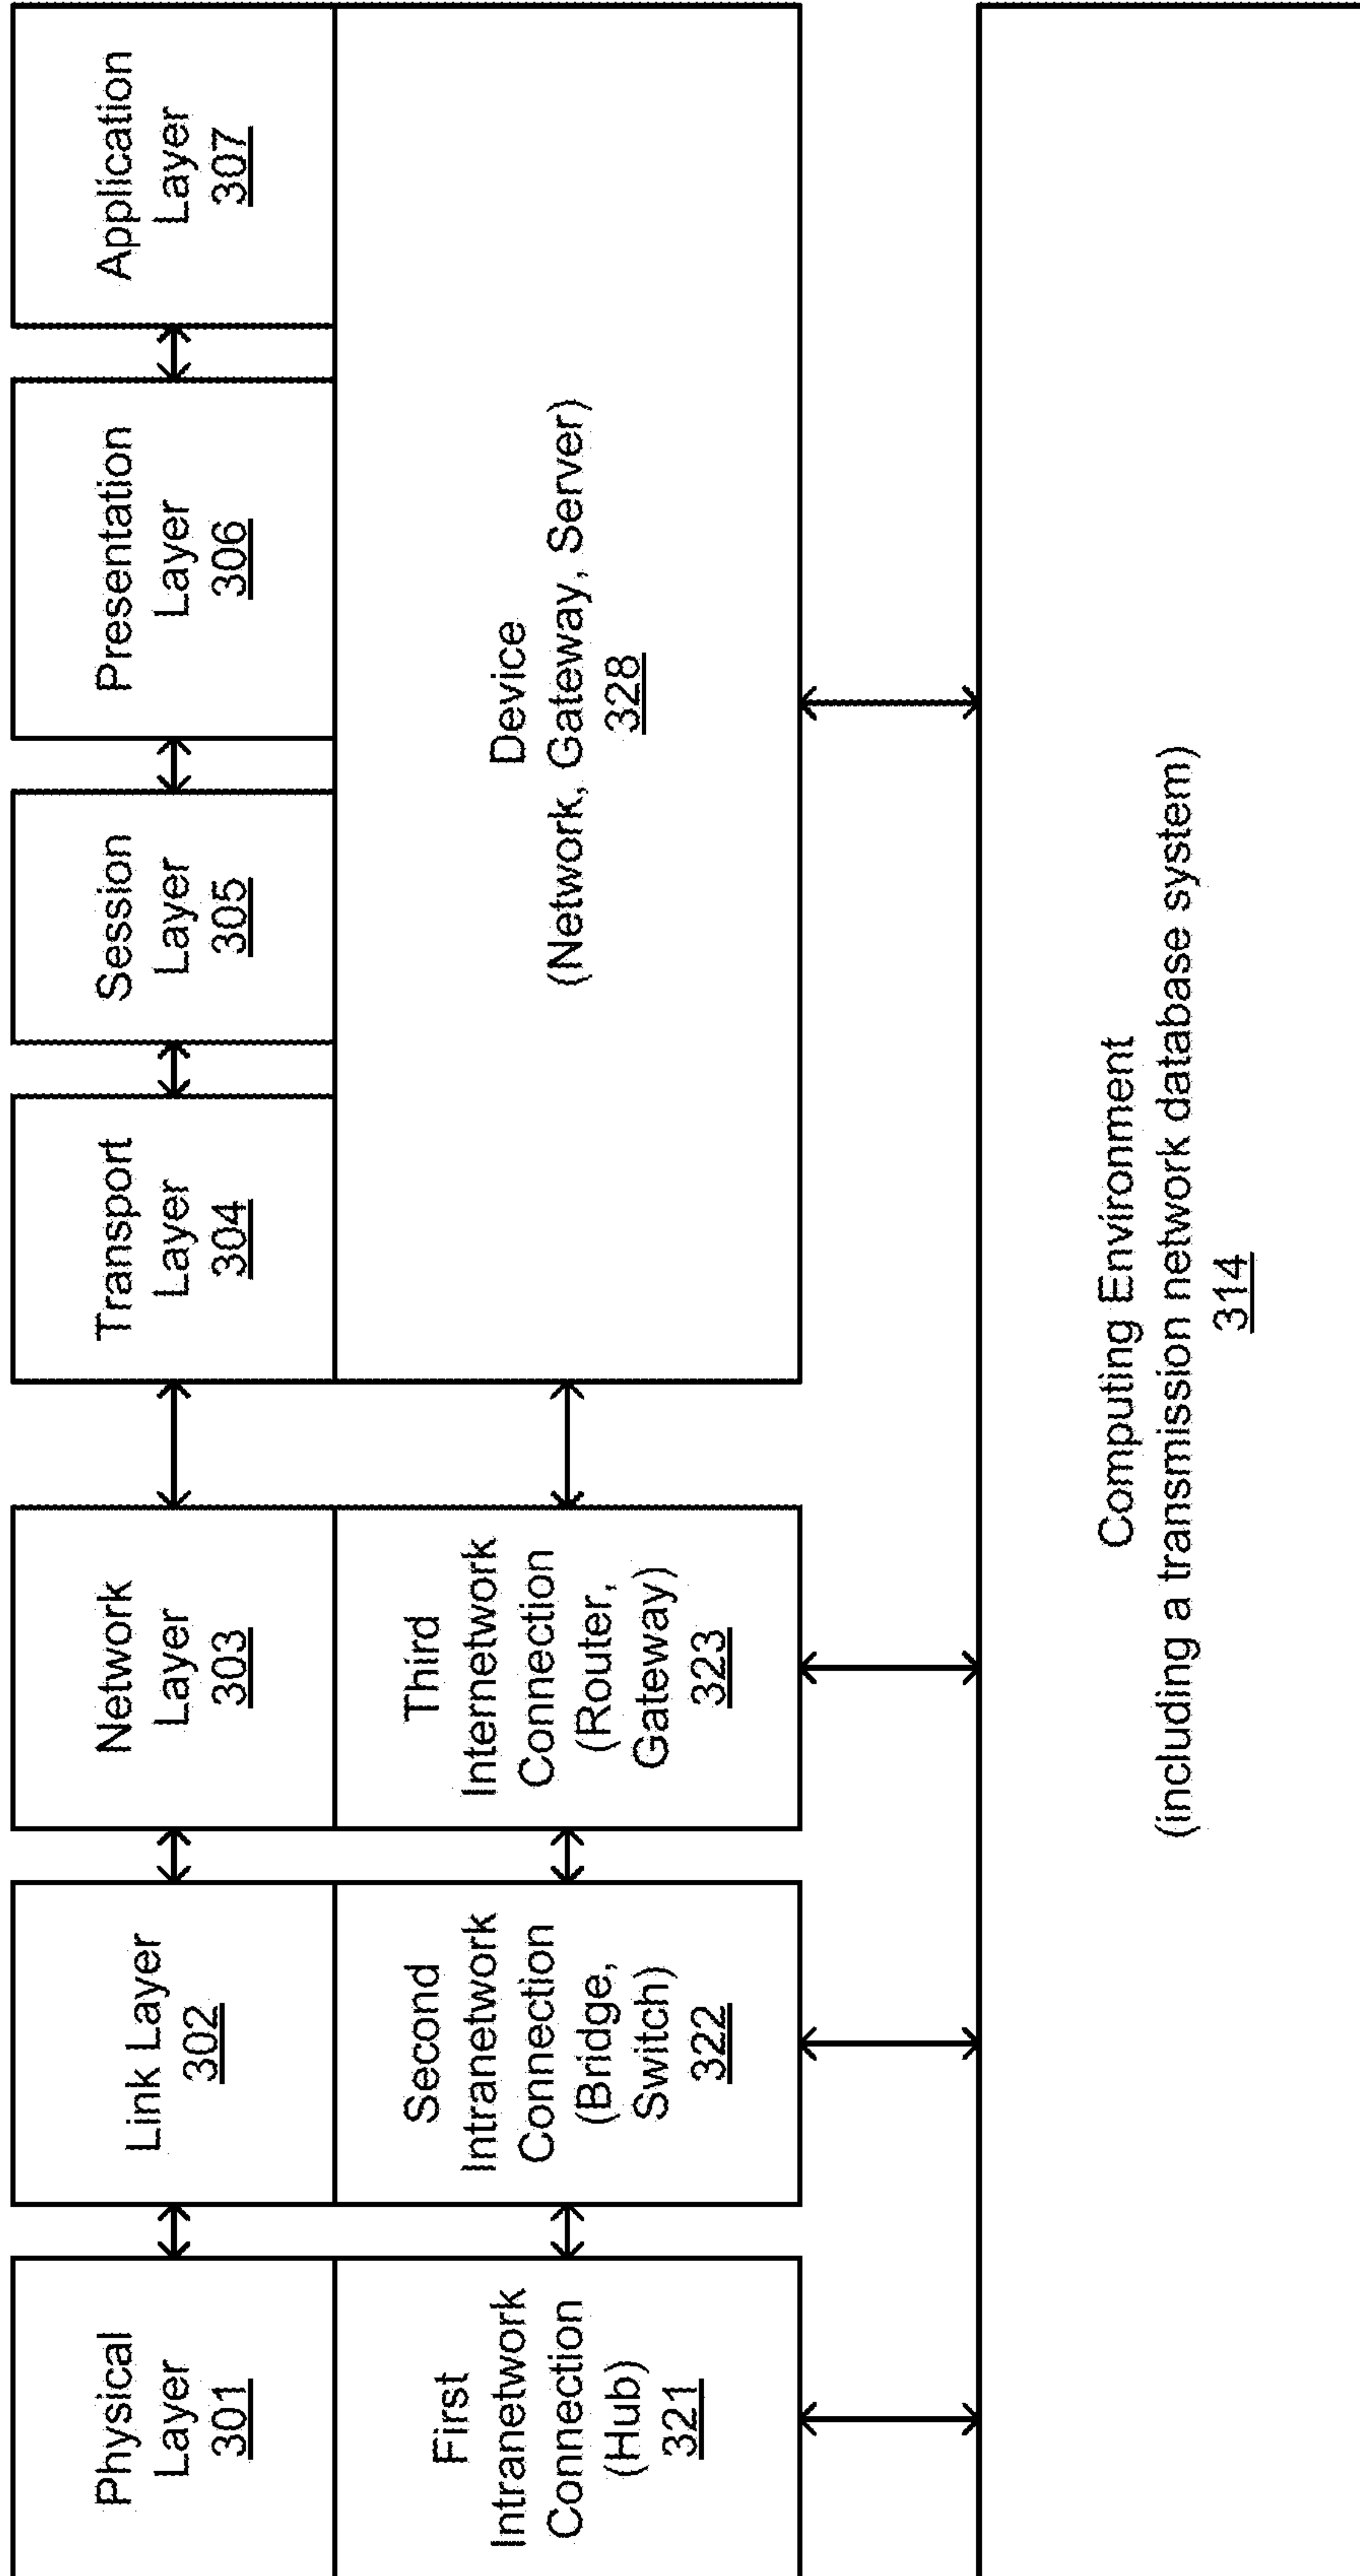 Physical
Layer
301
Link Layer
302
Network
Layer
303
Transport
Layer
304
Session
Layer
305
Presentation
Layer
306
Application
Layer
307
First
Intranetwork
Connection
(Hub)
321
Second
Intranetwork
Connection
(Bridge,
Switch)
322
Third
Internetwork
Connection
(Router,
Gateway)
323
Device
(Network, Gateway, Server)
328
Computing Environment
(including a transmission network database system)
314